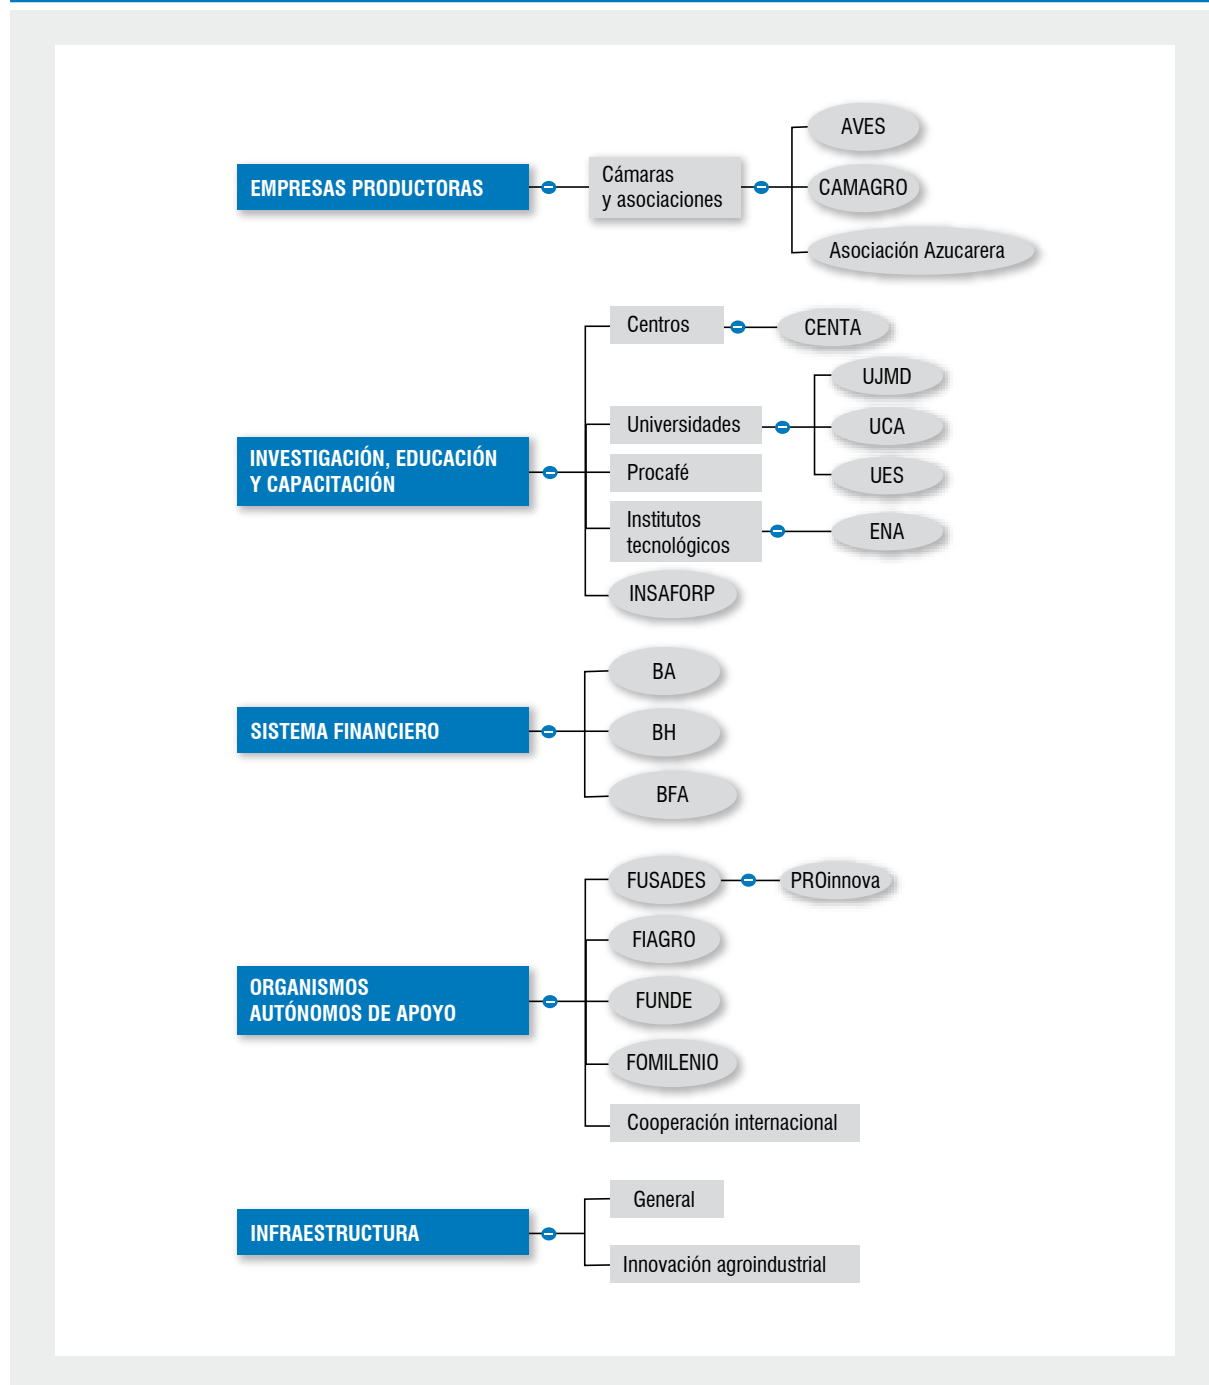 EMPRESAS PRODUCTORAS
Cámaras
y asociaciones
AVES
CAMAGRO
Asociación Azucarera
INVESTIGACIÓN, EDUCACIÓN
Y CAPACITACIÓN
Centros
CENTA
Universidades
UJMD
UCA
UES
Procafé
Institutos
tecnológicos
ENA
INSAFORP
SISTEMA FINANCIERO
BA
BH
BFA
ORGANISMOS
AUTÓNOMOS DE APOYO
FUSADES
PROinnova
FIAGRO
FUNDE
FOMILENIO
Cooperación internacional
INFRAESTRUCTURA
General
Innovación agroindustrial